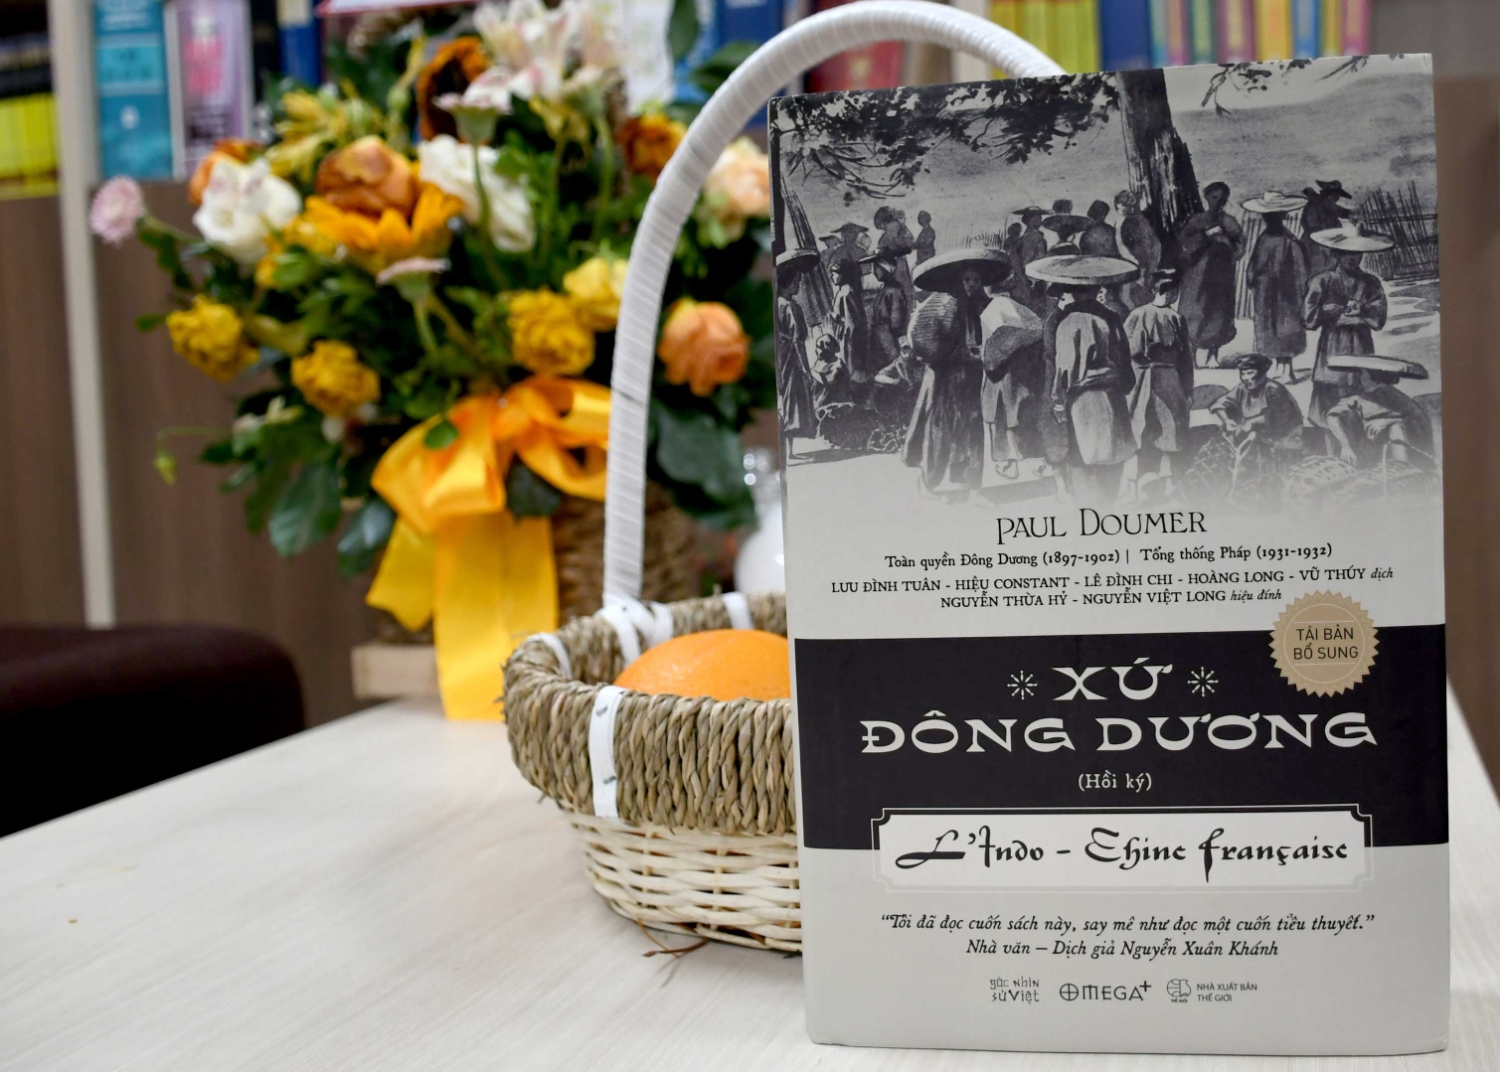 PAUL DOUMER
Toàn quyền Đông Dương (1897-1902) | Tổng thống Pháp (1931-1932)
LƯU ĐÌNH TUÂN - HIỆU CONSTANT - LÊ ĐÌNH CHI - HOÀNG LONG - VŨ THÚY dịch
NGUYỄN THỪA HỶ - NGUYỄN VIỆT LONG hiệu đính
TÁI BẢN
BỔ SUNG
XỨ
ĐÔNG DƯƠNG
(Hồi ký)
L'Indo - Chine française
“Tôi đã đọc cuốn sách này, say mê như đọc một cuốn tiểu thuyết.”
Nhà văn – Dịch giả Nguyễn Xuân Khánh
góc nhìn
sử việt
OMEGA+
NHÀ XUẤT BẢN
THẾ GIỚI